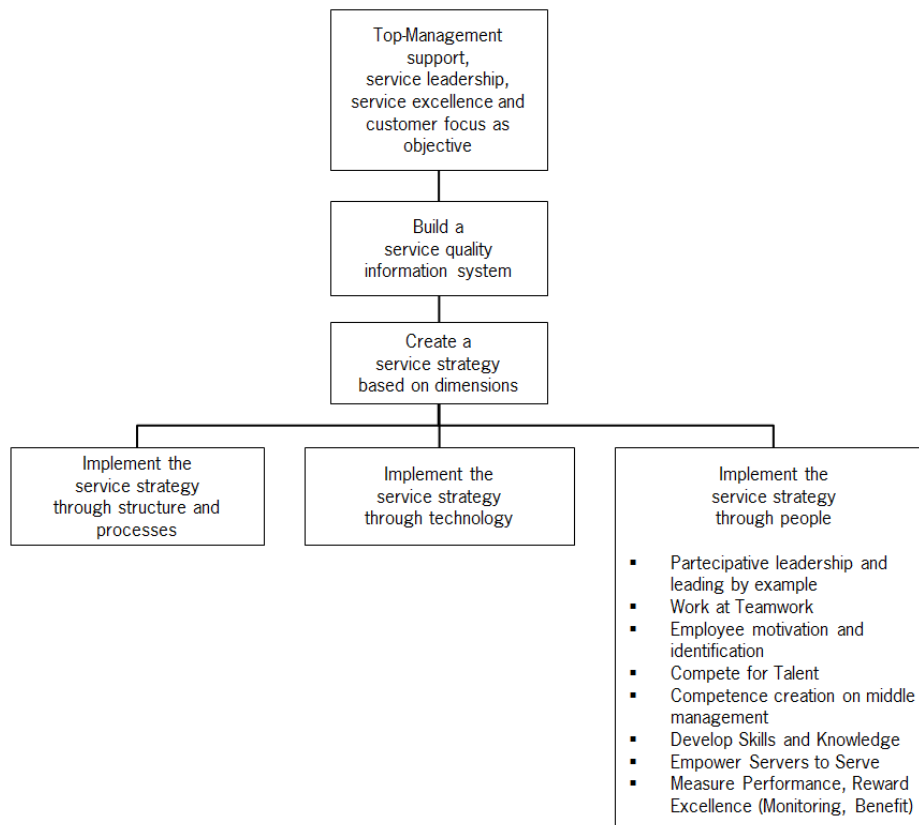 Top-Management
support,
service leadership,
service excellence and
customer focus as
objective
Build a
service quality
information system
Create a
service strategy
based on dimensions
Implement the
service strategy
through structure and
processes
Implement the
service strategy
through technology
Implement the
service strategy
through people
▪ Partecipative leadership and
leading by example
▪ Work at Teamwork
▪ Employee motivation and
identification
▪ Compete for Talent
▪ Competence creation on middle
management
▪ Develop Skills and Knowledge
▪ Empower Servers to Serve
▪ Measure Performance, Reward
Excellence (Monitoring, Benefit)